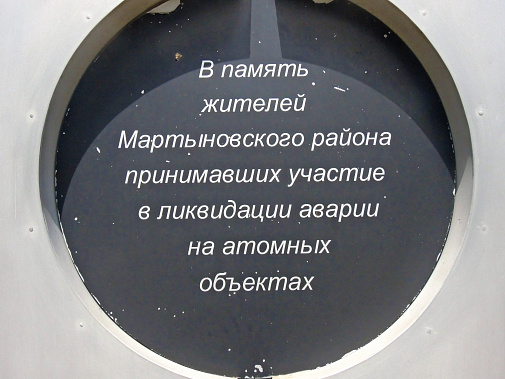 В память
жителей
Мартыновского района
принимавших участие
в ликвидации аварии
на атомных
объектах